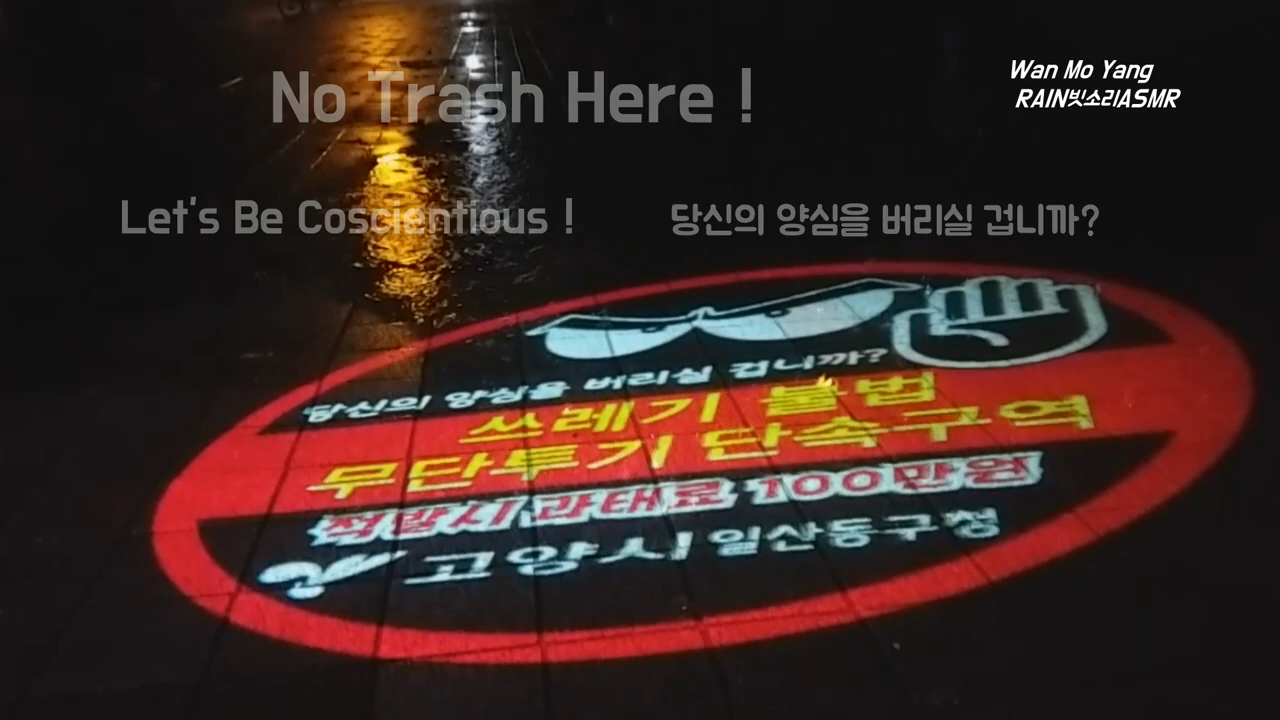 No Trash Here !
Wan Mo Yang
RAIN빗소리ASMR
Let's Be Coscientious !
당신의 양심을 버리실 겁니까?
당신의 양심을 버리실 겁니까?
쓰레기 불법
무단투기 단속구역
적발시 과태료 100만원
고양시 일산동구청